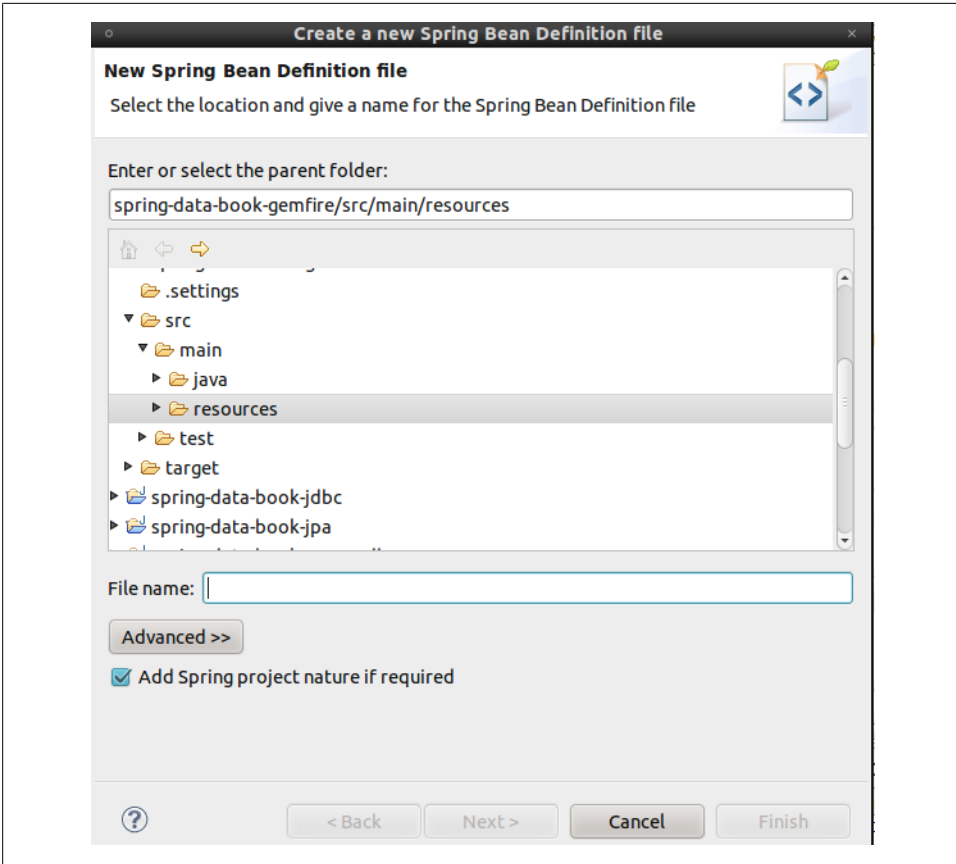 Create a new Spring Bean Definition file
New Spring Bean Definition file
Select the location and give a name for the Spring Bean Definition file
Enter or select the parent folder:
spring-data-book-gemfire/src/main/resources
.settings
src
main
java
resources
test
target
spring-data-book-jdbc
spring-data-book-jpa
File name:
Advanced >>
Add Spring project nature if required
< Back
Next >
Cancel
Finish